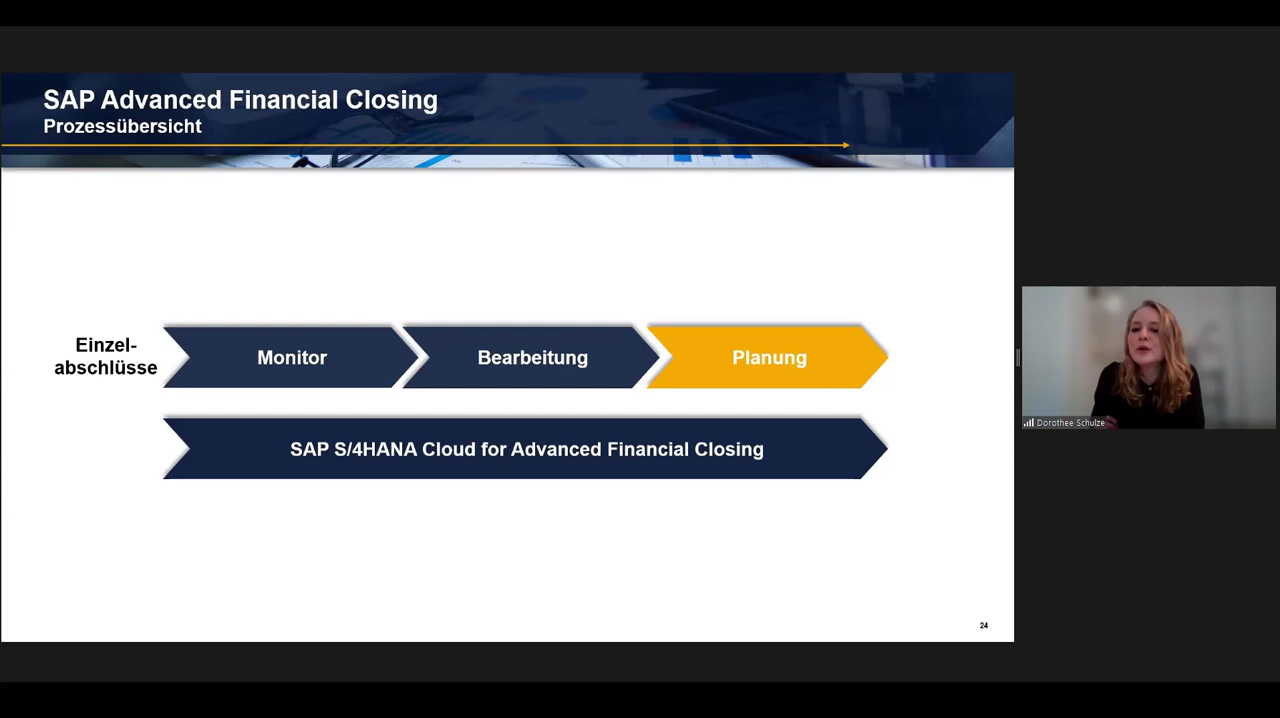 SAP Advanced Financial Closing
Prozessübersicht
Einzel-
abschlüsse
Monitor
Bearbeitung
Planung
SAP S/4HANA Cloud for Advanced Financial Closing
24
Dorothee Schulze